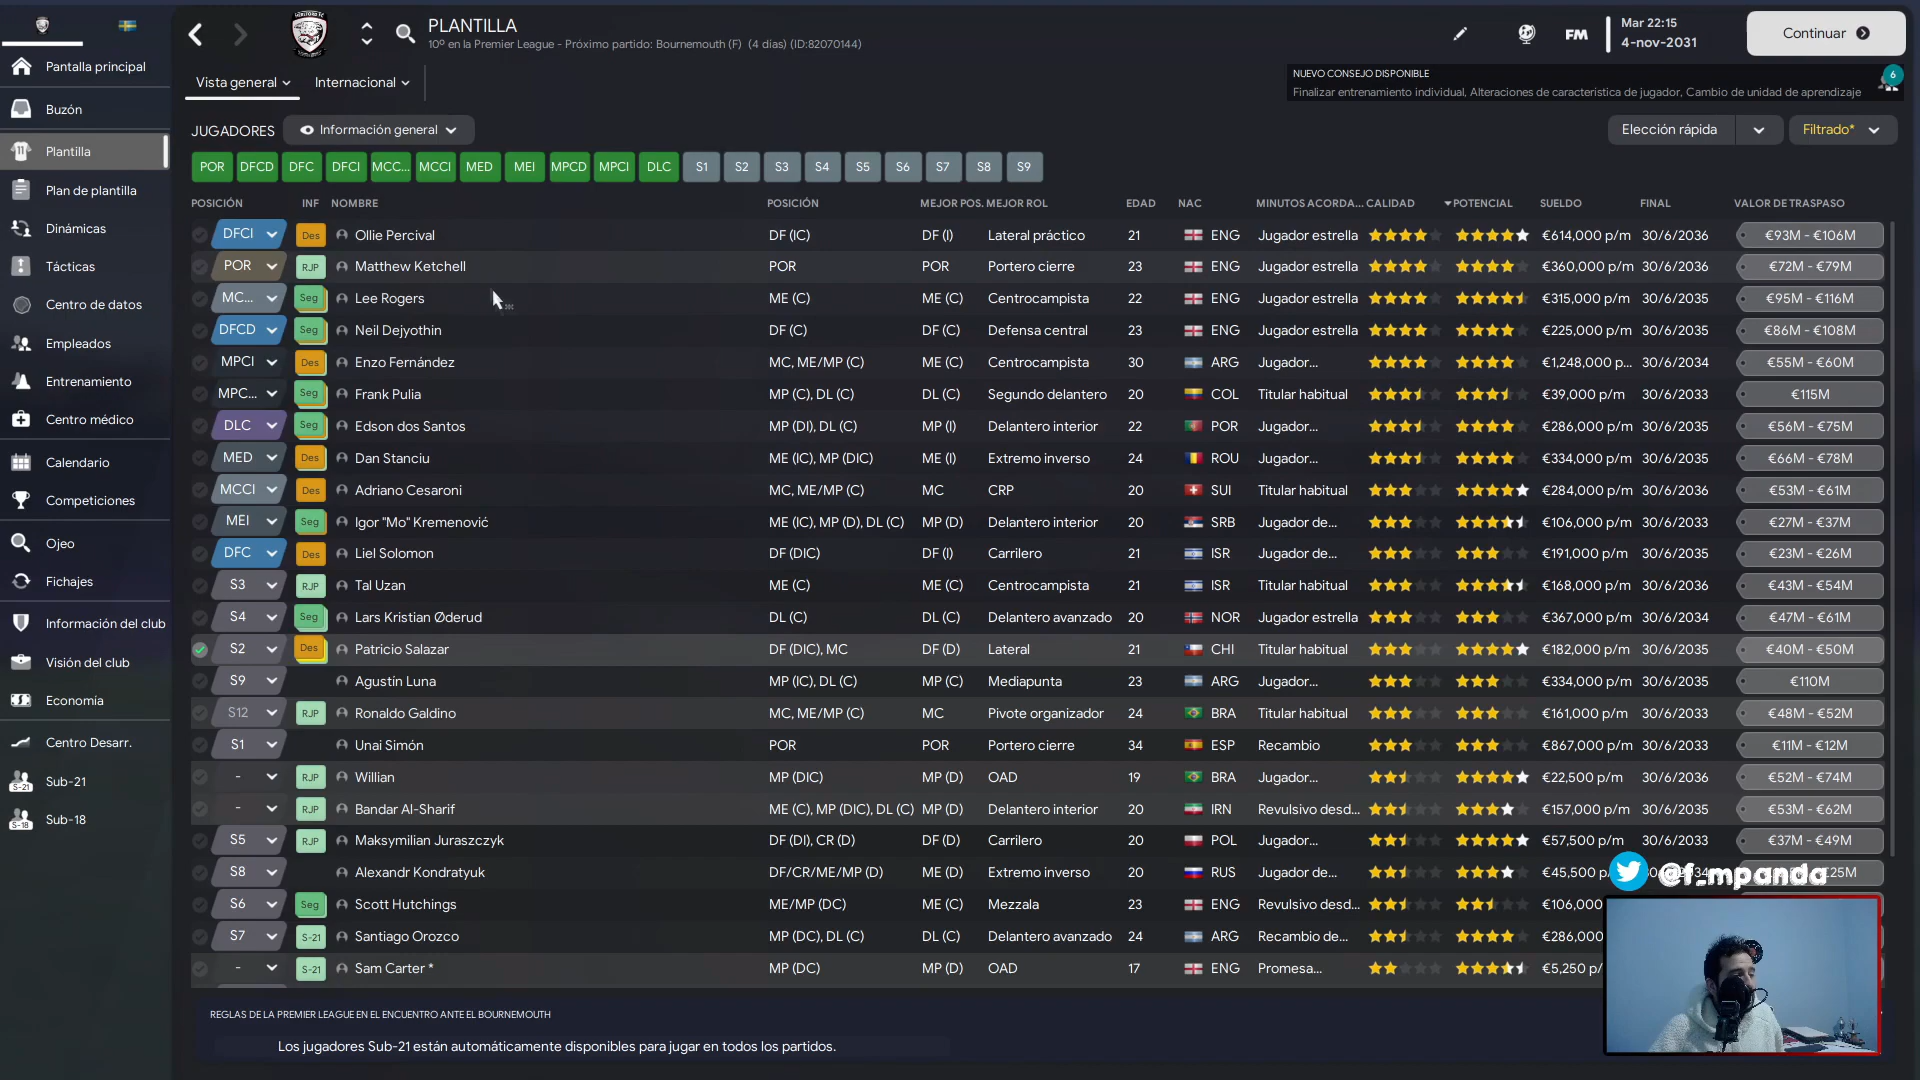 PLANTILLA
10º en la Premier League - Próximo partido: Bournemouth (F) (4 días) (ID:82070144)
FM
Mar 22:15
4-nov-2031
Continuar
Pantalla principal
Buzón
Plantilla
Plan de plantilla
Dinámicas
Tácticas
Centro de datos
Empleados
Entrenamiento
Centro médico
Calendario
Competiciones
Ojeo
Fichajes
Información del club
Visión del club
Economía
Centro Desarr.
S-21 Sub-21
S-18 Sub-18
Vista general Internacional
NUEVO CONSEJO DISPONIBLE
Finalizar entrenamiento individual, Alteraciones de característica de jugador, Cambio de unidad de aprendizaje
6
JUGADORES Información general
Elección rápida Filtrado*
POR DFCD DFC DFCI MCC... MCCI MED MEI MPCD MPCI DLC S1 S2 S3 S4 S5 S6 S7 S8 S9
POSICIÓN INF NOMBRE POSICIÓN MEJOR POS. MEJOR ROL EDAD NAC MINUTOS ACORDA... CALIDAD POTENCIAL SUELDO FINAL VALOR DE TRASPASO
DFCI Des Ollie Percival DF (IC) DF (I) Lateral práctico 21 ENG Jugador estrella €614,000 p/m 30/6/2036 €93M - €106M
POR RJP Matthew Ketchell POR POR Portero cierre 23 ENG Jugador estrella €360,000 p/m 30/6/2036 €72M - €79M
MC... Seg Lee Rogers ME (C) ME (C) Centrocampista 22 ENG Jugador estrella €315,000 p/m 30/6/2035 €95M - €116M
DFCD Seg Neil Dejyothin DF (C) DF (C) Defensa central 23 ENG Jugador estrella €225,000 p/m 30/6/2035 €86M - €108M
MPCI Des Enzo Fernández MC, ME/MP (C) ME (C) Centrocampista 30 ARG Jugador... €1,248,000 p... 30/6/2034 €55M - €60M
MPC... Seg Frank Pulia MP (C), DL (C) DL (C) Segundo delantero 20 COL Titular habitual €39,000 p/m 30/6/2033 €115M
DLC Seg Edson dos Santos MP (DI), DL (C) MP (I) Delantero interior 22 POR Jugador... €286,000 p/m 30/6/2035 €56M - €75M
MED Des Dan Stanciu ME (IC), MP (DIC) ME (I) Extremo inverso 24 ROU Jugador... €334,000 p/m 30/6/2035 €66M - €78M
MCCI Des Adriano Cesaroni MC, ME/MP (C) MC CRP 20 SUI Titular habitual €284,000 p/m 30/6/2036 €53M - €61M
MEI Seg Igor "Mo" Kremenović ME (IC), MP (D), DL (C) MP (D) Delantero interior 20 SRB Jugador de... €106,000 p/m 30/6/2033 €27M - €37M
DFC Des Liel Solomon DF (DIC) DF (I) Carrilero 21 ISR Jugador de... €191,000 p/m 30/6/2035 €23M - €26M
S3 RJP Tal Uzan ME (C) ME (C) Centrocampista 21 ISR Titular habitual €168,000 p/m 30/6/2036 €43M - €54M
S4 Seg Lars Kristian Øderud DL (C) DL (C) Delantero avanzado 20 NOR Jugador estrella €367,000 p/m 30/6/2034 €47M - €61M
S2 Des Patricio Salazar DF (DIC), MC DF (D) Lateral 21 CHI Titular habitual €182,000 p/m 30/6/2035 €40M - €50M
S9 Agustín Luna MP (IC), DL (C) MP (C) Mediapunta 23 ARG Jugador... €334,000 p/m 30/6/2035 €110M
S12 RJP Ronaldo Galdino MC, ME/MP (C) MC Pivote organizador 24 BRA Titular habitual €161,000 p/m 30/6/2033 €48M - €52M
S1 Unai Simón POR POR Portero cierre 34 ESP Recambio €867,000 p/m 30/6/2033 €11M - €12M
- RJP Willian MP (DIC) MP (D) OAD 19 BRA Jugador... €22,500 p/m 30/6/2036 €52M - €74M
- RJP Bandar Al-Sharif ME (C), MP (DIC), DL (C) MP (D) Delantero interior 20 IRN Revulsivo desd... €157,000 p/m 30/6/2035 €53M - €62M
S5 RJP Maksymilian Juraszczyk DF (DI), CR (D) DF (D) Carrilero 20 POL Jugador... €57,500 p/m 30/6/2033 €37M - €49M
S8 Alexandr Kondratyuk DF/CR/ME/MP (D) ME (D) Extremo inverso 20 RUS Jugador de... €45,500
S6 Seg Scott Hutchings ME/MP (DC) ME (C) Mezzala 23 ENG Revulsivo desd... €106,000
S7 S-21 Santiago Orozco MP (DC), DL (C) DL (C) Delantero avanzado 24 ARG Recambio de... €286,000
- S-21 Sam Carter * MP (DC) MP (D) OAD 17 ENG Promesa... €5,250 p/
@f_mpanda
REGLAS DE LA PREMIER LEAGUE EN EL ENCUENTRO ANTE EL BOURNEMOUTH
Los jugadores Sub-21 están automáticamente disponibles para jugar en todos los partidos.